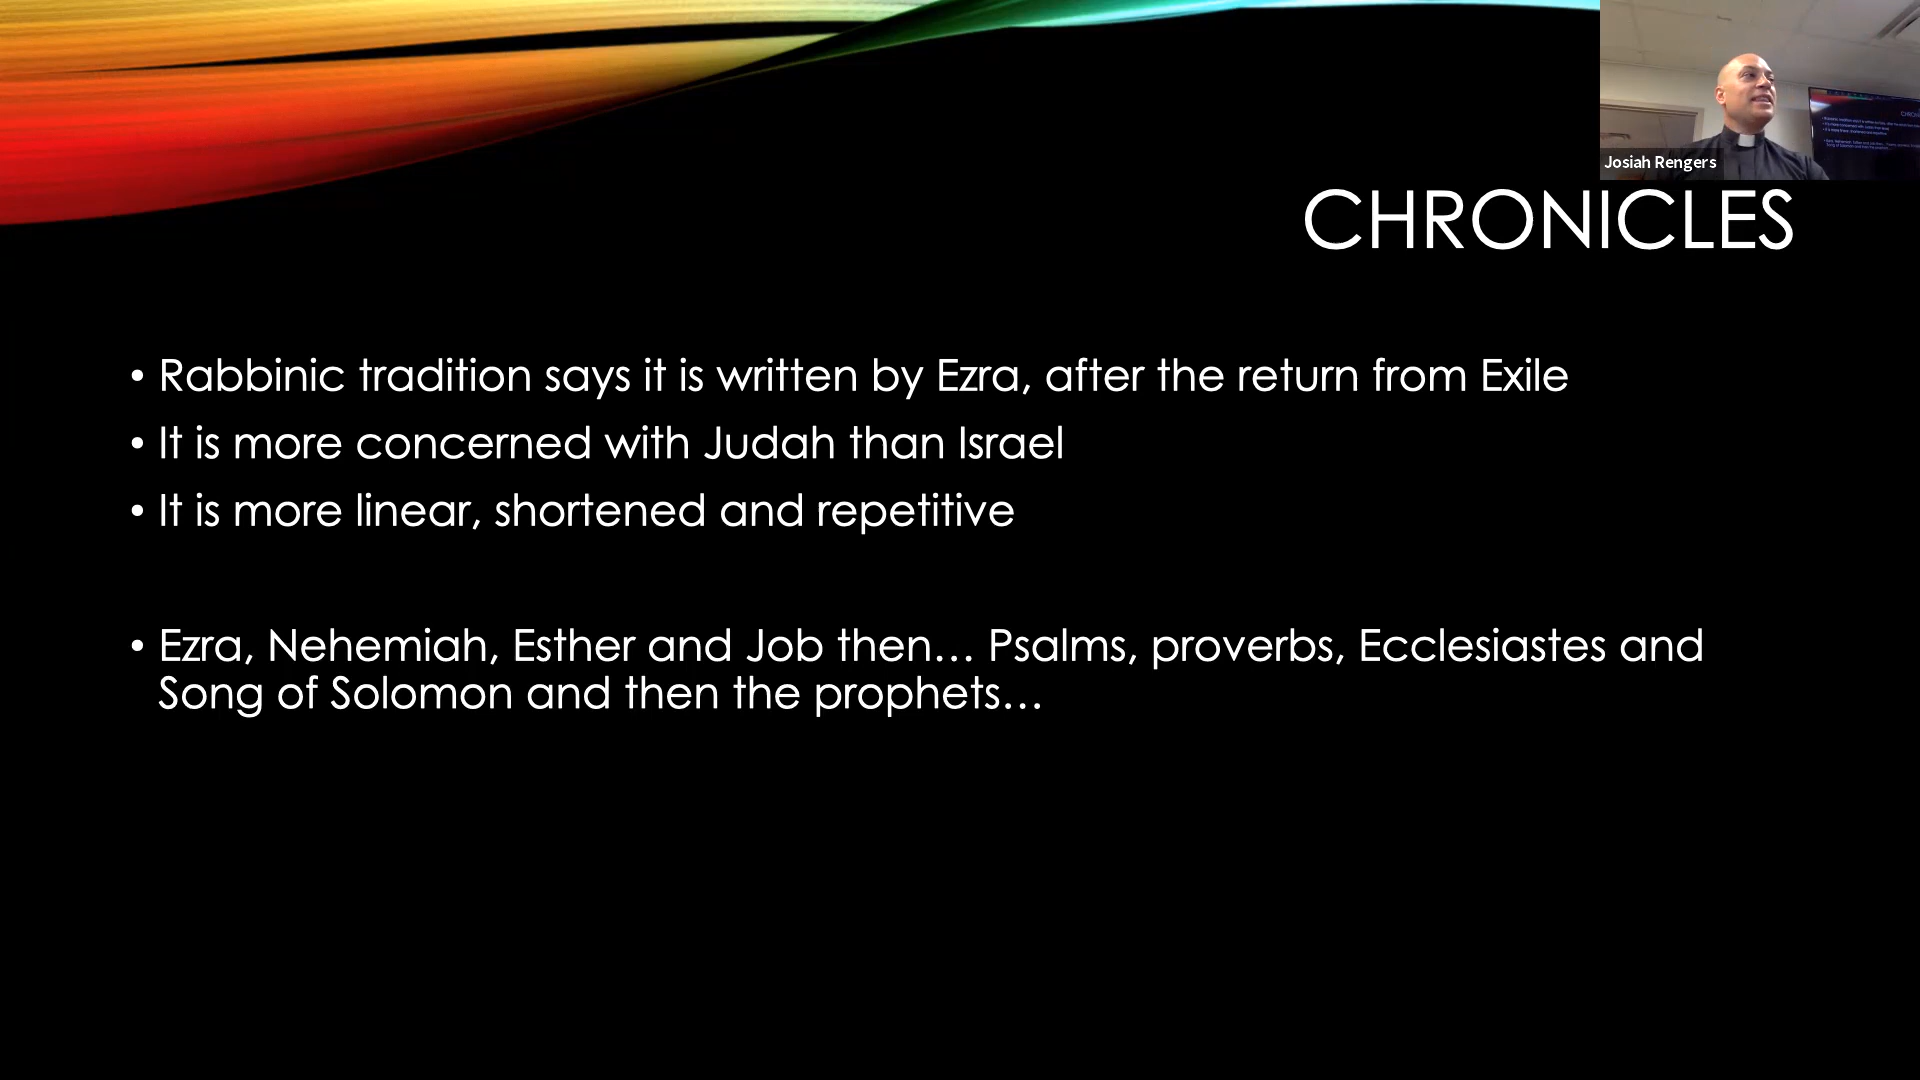 Josiah Rengers
CHRONICLES
• Rabbinic tradition says it is written by Ezra, after the return from Exile
• It is more concerned with Judah than Israel
• It is more linear, shortened and repetitive
• Ezra, Nehemiah, Esther and Job then… Psalms, proverbs, Ecclesiastes and
Song of Solomon and then the prophets…